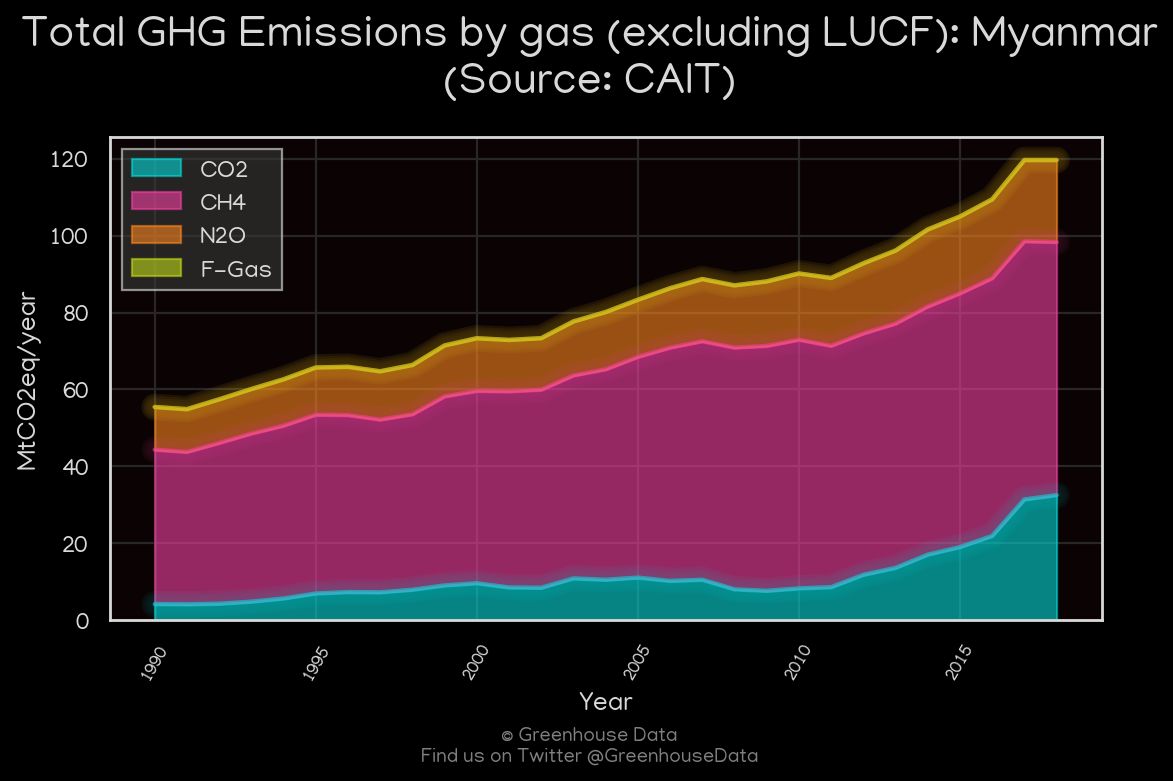 Total GHG Emissions by gas (excluding LUCF): Myanmar
(Source: CAIT)
120
100
80
60
40
20
0
MtCO2eq/year
CO2
CH4
N2O
F-Gas
1990
1995
2000
2005
2010
2015
Year
© Greenhouse Data
Find us on Twitter @GreenhouseData